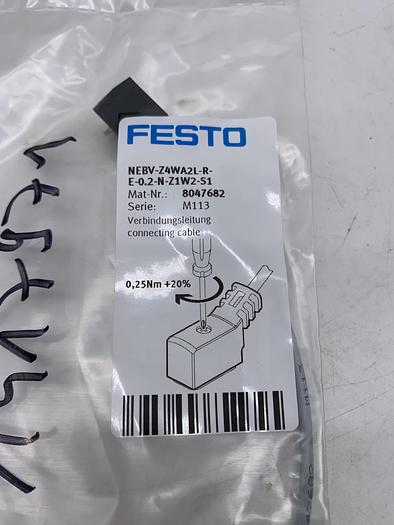 FESTO
NEBV-Z4WA2L-R-
E-0.2-N-Z1W2-S1
Mat-Nr.: 8047682
Serie: M113
Verbindungsleitung
connecting cable
0,25Nm +20%